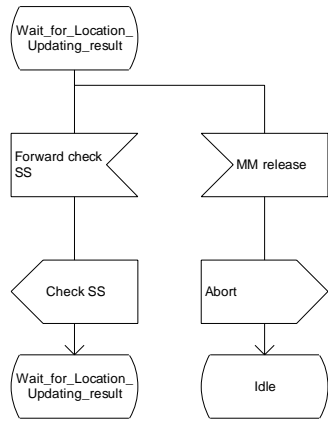 Wait_for_Location_
Updating_result
Forward check
SS
MM release
Check SS
Abort
Wait_for_Location_
Updating_result
Idle